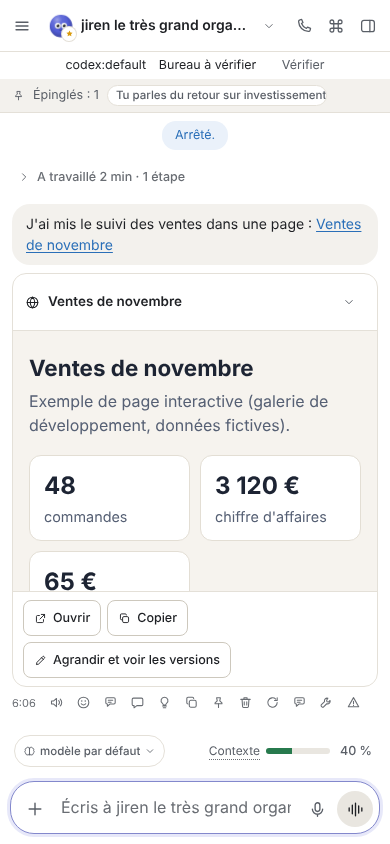 jiren le très grand orga...
codex:default Bureau à vérifier Vérifier
Épinglés : 1 Tu parles du retour sur investissement
Arrêté.
A travaillé 2 min · 1 étape
J'ai mis le suivi des ventes dans une page : Ventes
de novembre
Ventes de novembre
Ventes de novembre
Exemple de page interactive (galerie de
développement, données fictives).
48
commandes
3 120 €
chiffre d'affaires
65 €
Ouvrir
Copier
Agrandir et voir les versions
6:06
modèle par défaut
Contexte 40 %
Écris à jiren le très grand organ